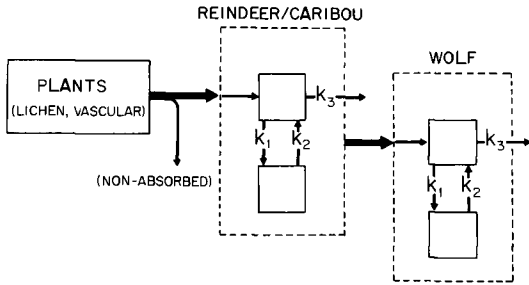 REINDEER/CARIBOU
PLANTS
(LICHEN, VASCULAR)
(NON-ABSORBED)
K3
K1 K2
WOLF
K3
K1 K2